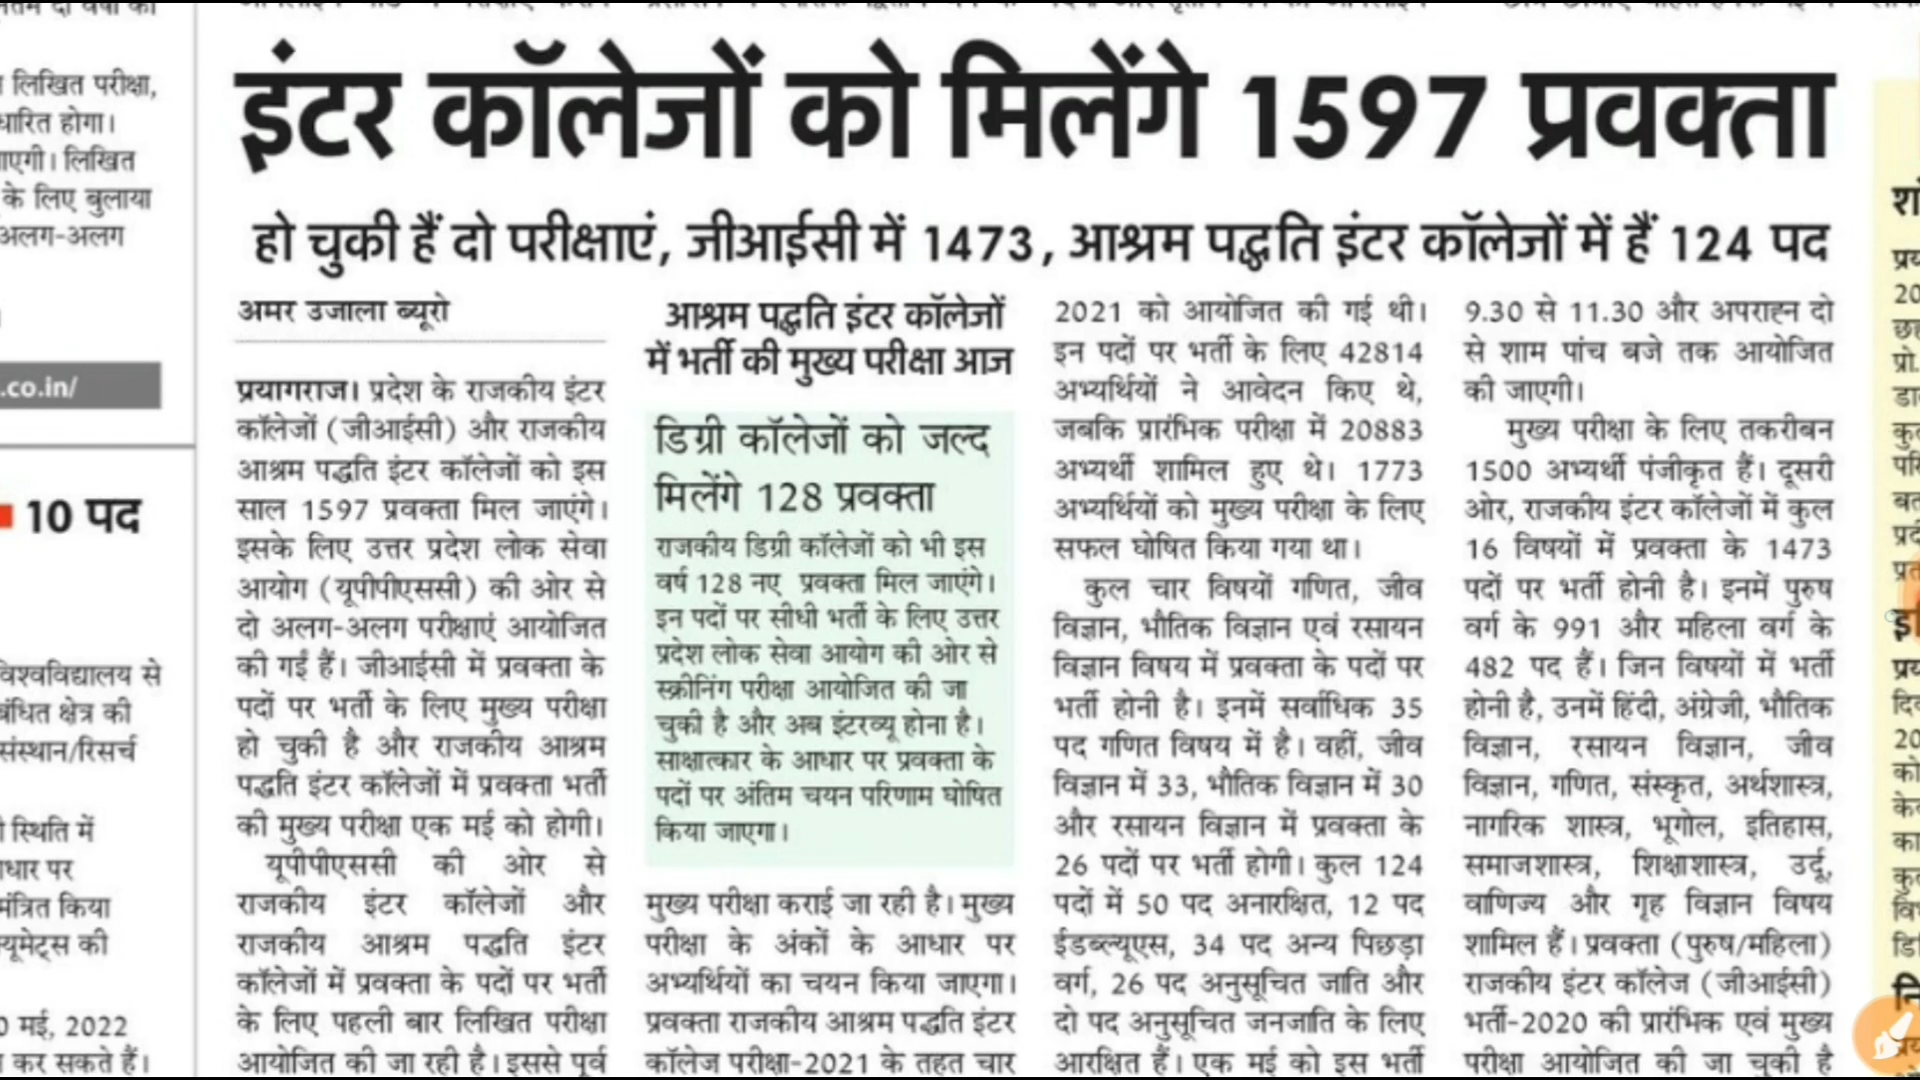 लिखित परीक्षा,
धारित होगा।
लिखित
के लिए बुलाया
अलग-अलग
.co.in/
10 पद
विश्वविद्यालय से
बंधित क्षेत्र की
संस्थान/रिसर्च
स्थिति में
पर
किया
की
मई, 2022
कर सकते हैं।
इंटर कॉलेजों को मिलेंगे 1597 प्रवक्ता
हो चुकी हैं दो परीक्षाएं, जीआईसी में 1473, आश्रम पद्धति इंटर कॉलेजों में हैं 124 पद
अमर उजाला ब्यूरो
प्रयागराज। प्रदेश के राजकीय इंटर
कॉलेजों (जीआईसी) और राजकीय
आश्रम पद्धति इंटर कॉलेजों को इस
साल 1597 प्रवक्ता मिल जाएंगे।
इसके लिए उत्तर प्रदेश लोक सेवा
आयोग (यूपीपीएससी) की ओर से
दो अलग-अलग परीक्षाएं आयोजित
की गईं हैं। जीआईसी में प्रवक्ता के
पदों पर भर्ती के लिए मुख्य परीक्षा
हो चुकी है और राजकीय आश्रम
पद्धति इंटर कॉलेजों में प्रवक्ता भर्ती
की मुख्य परीक्षा एक मई को होगी।
यूपीपीएससी की ओर से
राजकीय इंटर कॉलेजों और
राजकीय आश्रम पद्धति इंटर
कॉलेजों में प्रवक्ता के पदों पर भर्ती
के लिए पहली बार लिखित परीक्षा
आयोजित की जा रही है। इससे पूर्व
आश्रम पद्धति इंटर कॉलेजों
में भर्ती की मुख्य परीक्षा आज
डिग्री कॉलेजों को जल्द
मिलेंगे 128 प्रवक्ता
राजकीय डिग्री कॉलेजों को भी इस
वर्ष 128 नए प्रवक्ता मिल जाएंगे।
इन पदों पर सीधी भर्ती के लिए उत्तर
प्रदेश लोक सेवा आयोग की ओर से
स्क्रीनिंग परीक्षा आयोजित की जा
चुकी है और अब इंटरव्यू होना है।
साक्षात्कार के आधार पर प्रवक्ता के
पदों पर अंतिम चयन परिणाम घोषित
किया जाएगा।
मुख्य परीक्षा कराई जा रही है। मुख्य
परीक्षा के अंकों के आधार पर
अभ्यर्थियों का चयन किया जाएगा।
प्रवक्ता राजकीय आश्रम पद्धति इंटर
कॉलेज परीक्षा-2021 के तहत चार
2021 को आयोजित की गई थी।
इन पदों पर भर्ती के लिए 42814
अभ्यर्थियों ने आवेदन किए थे,
जबकि प्रारंभिक परीक्षा में 20883
अभ्यर्थी शामिल हुए थे। 1773
अभ्यर्थियों को मुख्य परीक्षा के लिए
सफल घोषित किया गया था।
कुल चार विषयों गणित, जीव
विज्ञान, भौतिक विज्ञान एवं रसायन
विज्ञान विषय में प्रवक्ता के पदों पर
भर्ती होनी है। इनमें सर्वाधिक 35
पद गणित विषय में है। वहीं, जीव
विज्ञान में 33, भौतिक विज्ञान में 30
और रसायन विज्ञान में प्रवक्ता के
26 पदों पर भर्ती होगी। कुल 124
पदों में 50 पद अनारक्षित, 12 पद
ईडब्ल्यूएस, 34 पद अन्य पिछड़ा
वर्ग, 26 पद अनुसूचित जाति और
दो पद अनुसूचित जनजाति के लिए
आरक्षित हैं। एक मई को इस भर्ती
9.30 से 11.30 और अपराह्न दो
से शाम पांच बजे तक आयोजित
की जाएगी।
मुख्य परीक्षा के लिए तकरीबन
1500 अभ्यर्थी पंजीकृत हैं। दूसरी
ओर, राजकीय इंटर कॉलेजों में कुल
16 विषयों में प्रवक्ता के 1473
पदों पर भर्ती होनी है। इनमें पुरुष
वर्ग के 991 और महिला वर्ग के
482 पद हैं। जिन विषयों में भर्ती
होनी है, उनमें हिंदी, अंग्रेजी, भौतिक
विज्ञान, रसायन विज्ञान, जीव
विज्ञान, गणित, संस्कृत, अर्थशास्त्र,
नागरिक शास्त्र, भूगोल, इतिहास,
समाजशास्त्र, शिक्षाशास्त्र, उर्दू,
वाणिज्य और गृह विज्ञान विषय
शामिल हैं। प्रवक्ता (पुरुष/महिला)
राजकीय इंटर कॉलेज (जीआईसी)
भर्ती-2020 की प्रारंभिक एवं मुख्य
परीक्षा आयोजित की जा चुकी है